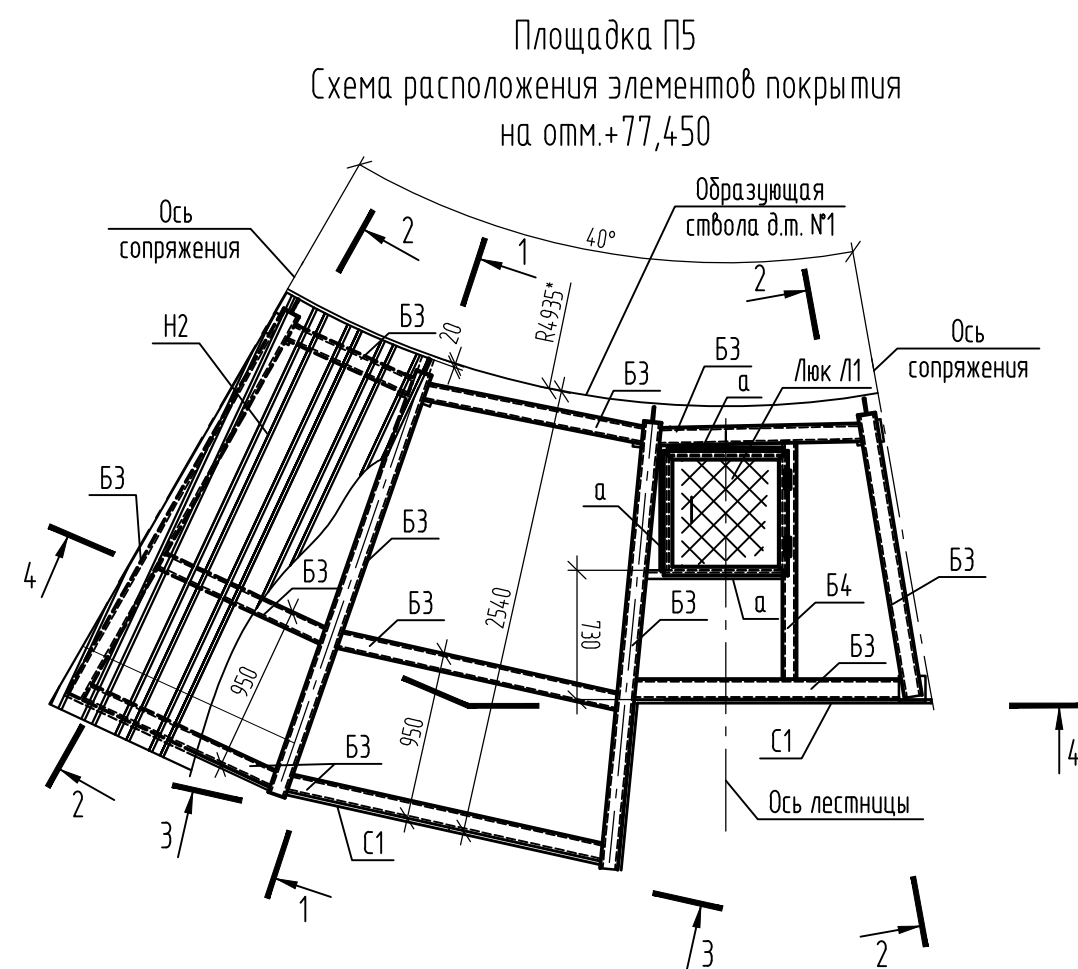 Площадка П5
Схема расположения элементов покрытия
на отм.+77,450
Образующая
ствола д.т. №1
Ось
сопряжения
2
1
40°
2
Н2
Б3
20
R4935*
Б3
Б3
а
Люк Л1
Ось
сопряжения
Б3
4
а
Б3
Б3
Б3
2540
730
Б3
а
Б4
Б3
Б3
950
950
Б3
С1
4
С1
2
3
Ось лестницы
1
3
2